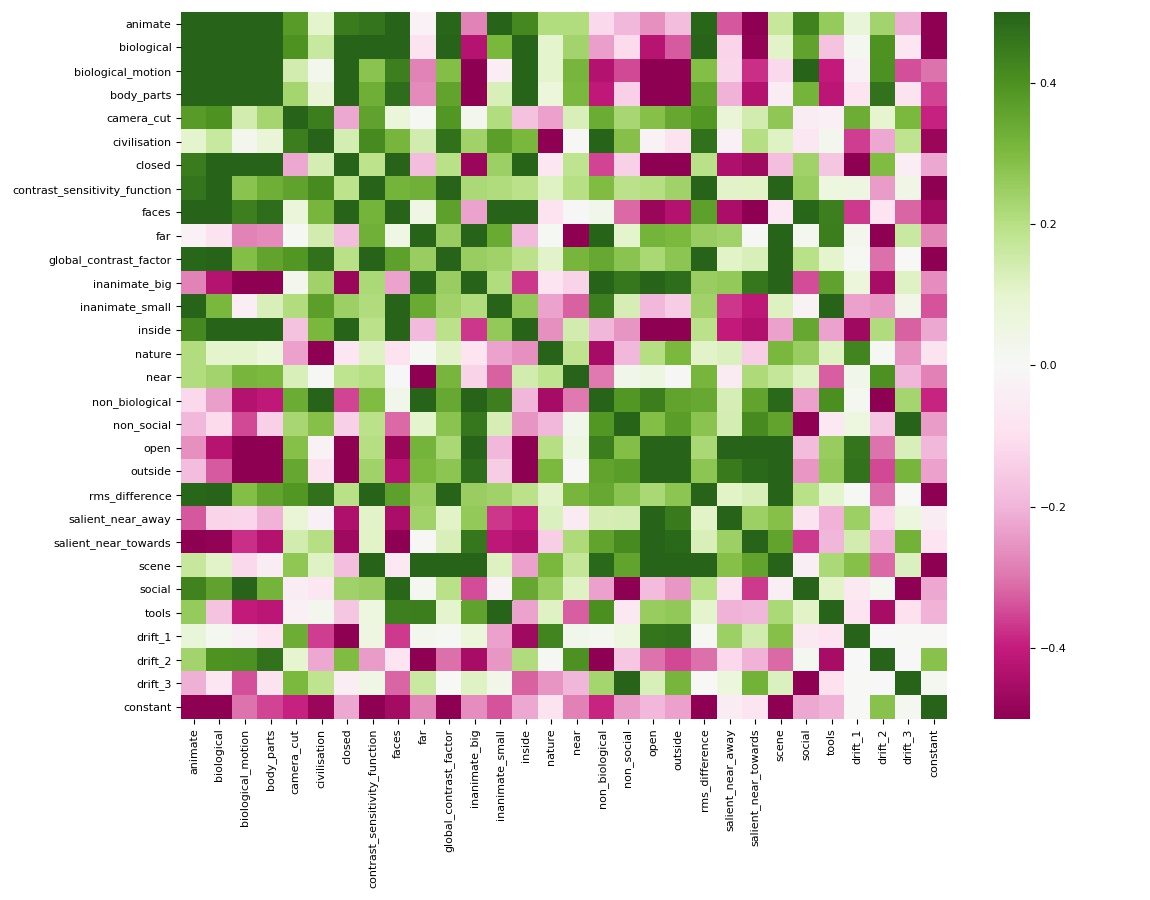 animate
biological
biological_motion
body_parts
camera_cut
civilisation
closed
contrast_sensitivity_function
faces
far
global_contrast_factor
inanimate_big
inanimate_small
inside
nature
near
non_biological
non_social
open
outside
rms_difference
salient_near_away
salient_near_towards
scene
social
tools
drift_1
drift_2
drift_3
constant
animate
biological
biological_motion
body_parts
camera_cut
civilisation
closed
contrast_sensitivity_function
faces
far
global_contrast_factor
inanimate_big
inanimate_small
inside
nature
near
non_biological
non_social
open
outside
rms_difference
salient_near_away
salient_near_towards
scene
social
tools
drift_1
drift_2
drift_3
constant
0.4
0.2
0.0
−0.2
−0.4